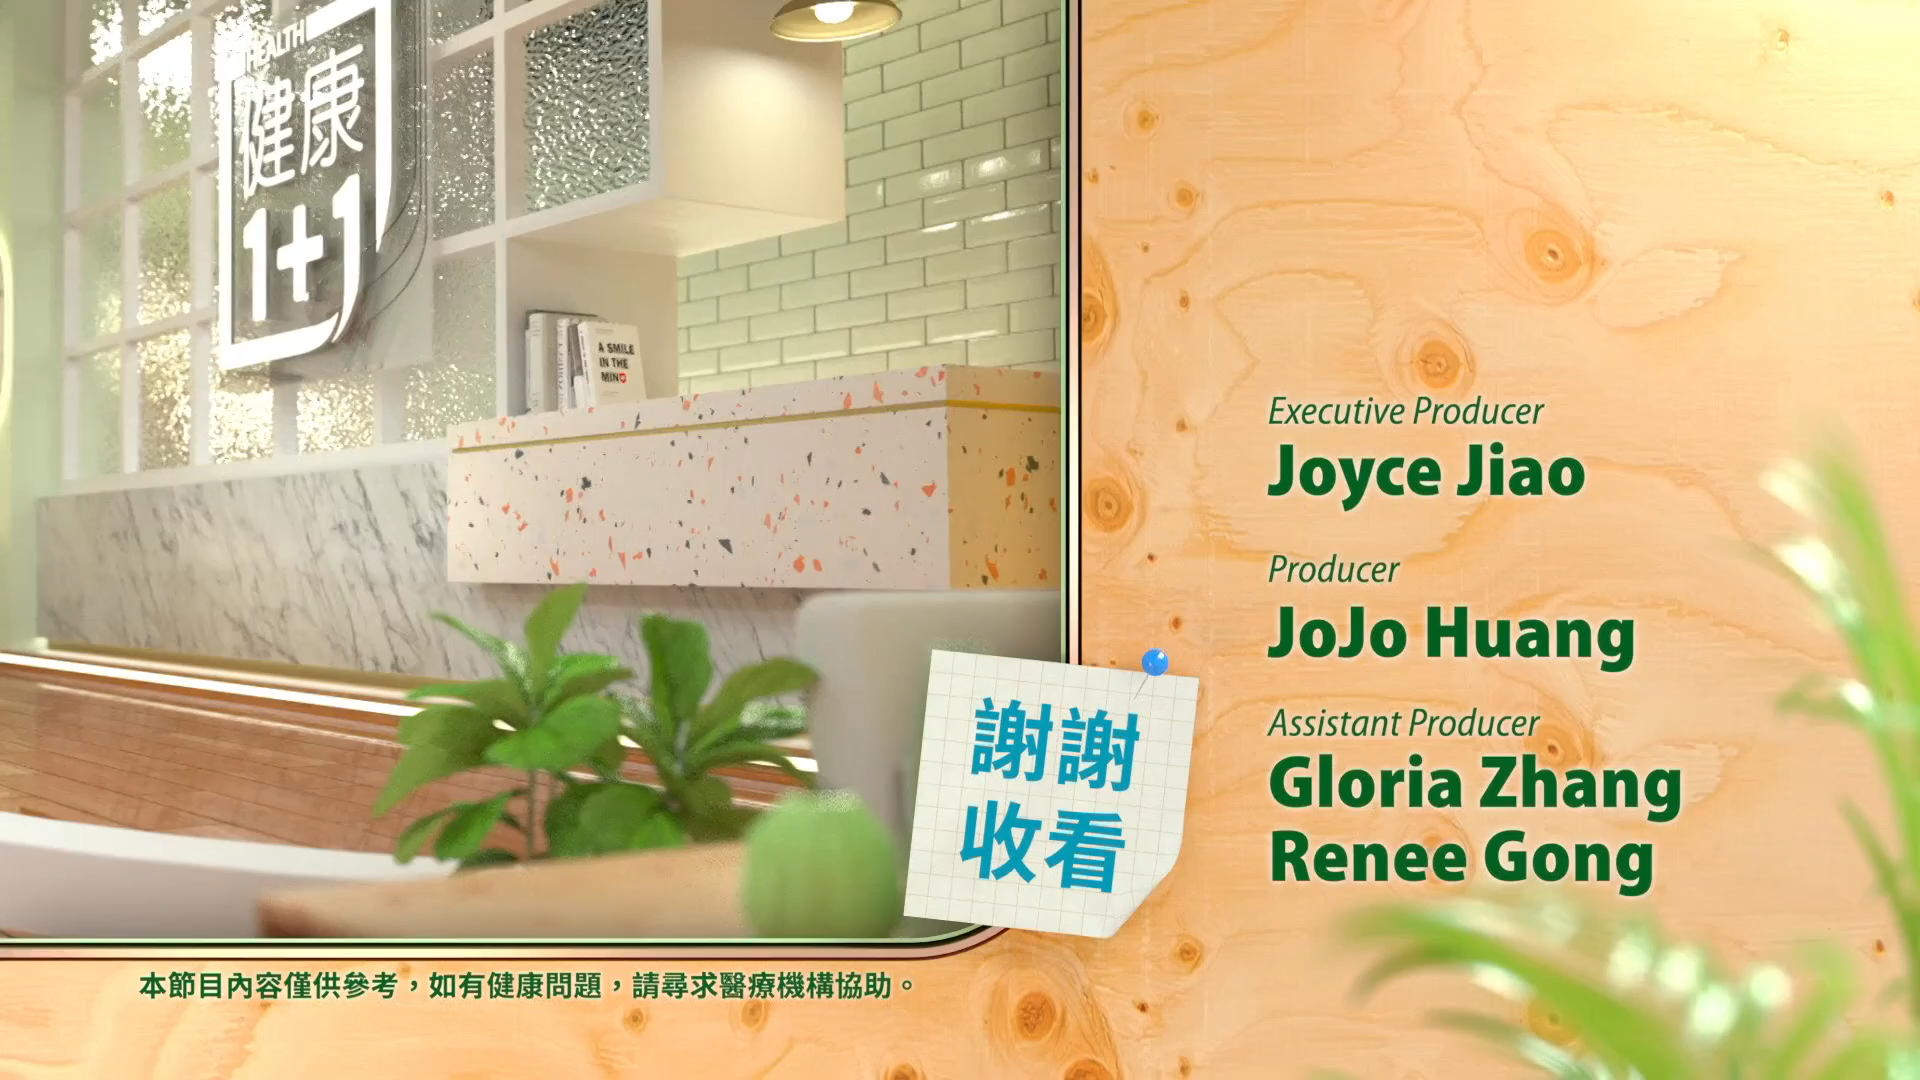 HEALTH
健康
1+1
A SMILE
IN THE
MIND
Executive Producer
Joyce Jiao
Producer
JoJo Huang
Assistant Producer
Gloria Zhang
Renee Gong
謝謝
收看
本節目內容僅供參考，如有健康問題，請尋求醫療機構協助。